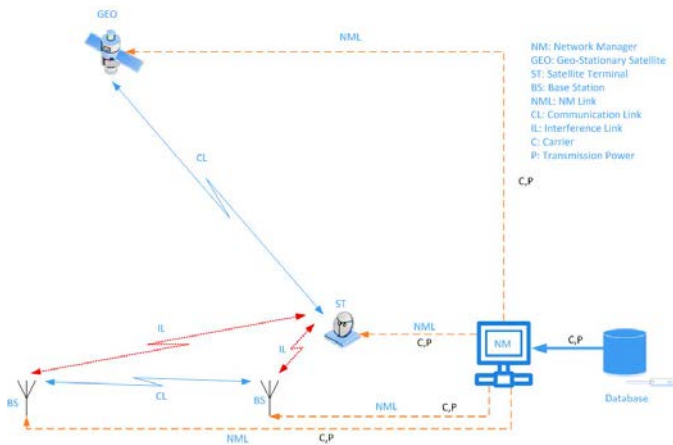 GEO
NML
NM: Network Manager
GEO: Geo-Stationary Satellite
ST: Satellite Terminal
BS: Base Station
NML: NM Link
CL: Communication Link
IL: Interference Link
C: Carrier
P: Transmission Power
CL
C,P
ST
IL
NML
NM
C,P
C,P
IL
Database
BS
CL
BS
NML
C,P
NML
C,P